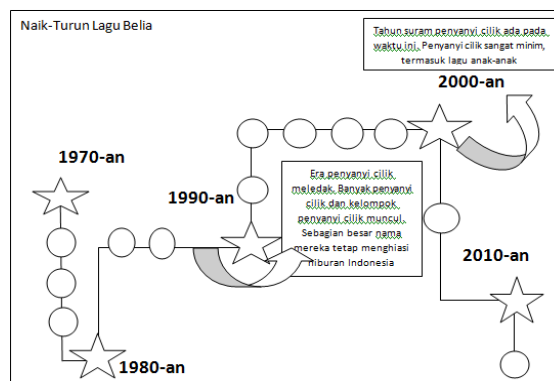 Naik-Turun Lagu Belia
Tahun suram penyanyi cilik ada pada
waktu ini. Penyanyi cilik sangat minim,
termasuk lagu anak-anak
2000-an
1970-an
1990-an
Era penyanyi cilik
meledak. Banyak penyanyi
cilik dan kelompok
penyanyi cilik muncul.
Sebagian besar nama
mereka tetap menghiasi
hiburan Indonesia
2010-an
1980-an